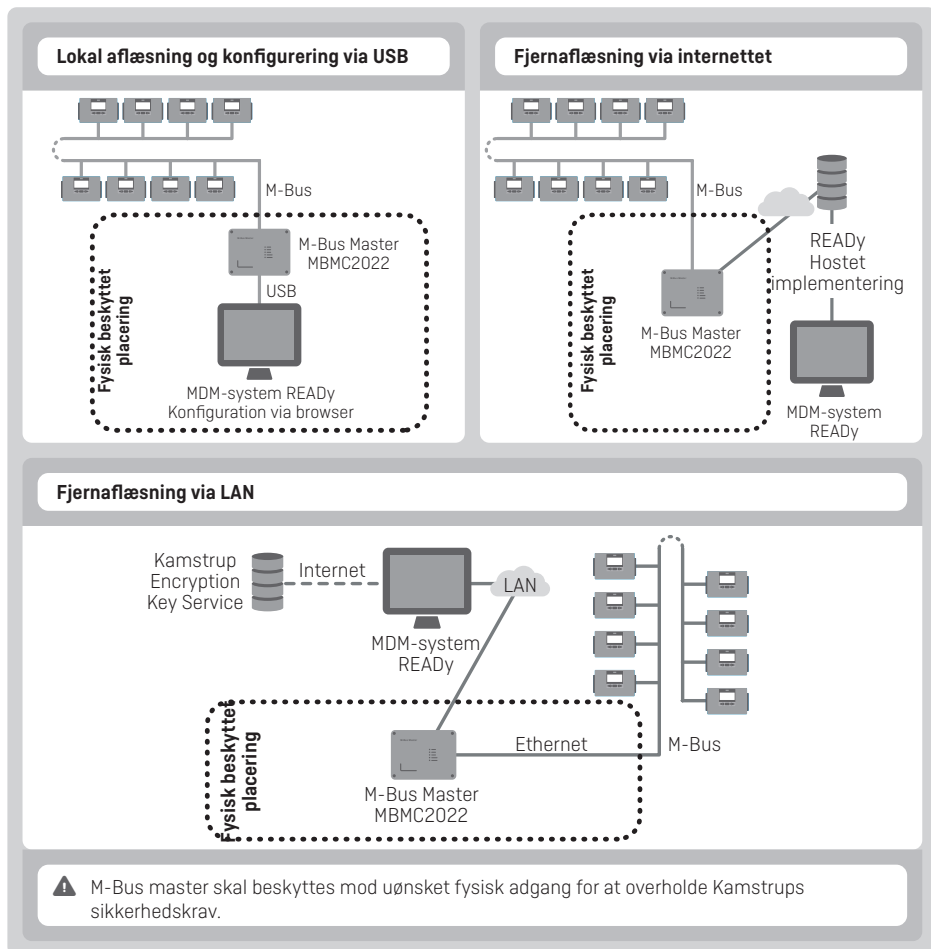 Lokal aflæsning og konfigurering via USB
M-Bus
M-Bus Master
MBMC2022
USB
MDM-system READy
Konfiguration via browser
Fysisk beskyttet
placering
Fjernaflæsning via internettet
M-Bus
READy
Hostet
implementering
M-Bus Master
MBMC2022
MDM-system
READy
Fysisk beskyttet
placering
Fjernaflæsning via LAN
Kamstrup
Encryption
Key Service
Internet
LAN
MDM-system
READy
Ethernet
M-Bus
M-Bus Master
MBMC2022
Fysisk beskyttet
placering
M-Bus master skal beskyttes mod uønsket fysisk adgang for at overholde Kamstrups
sikkerhedskrav.